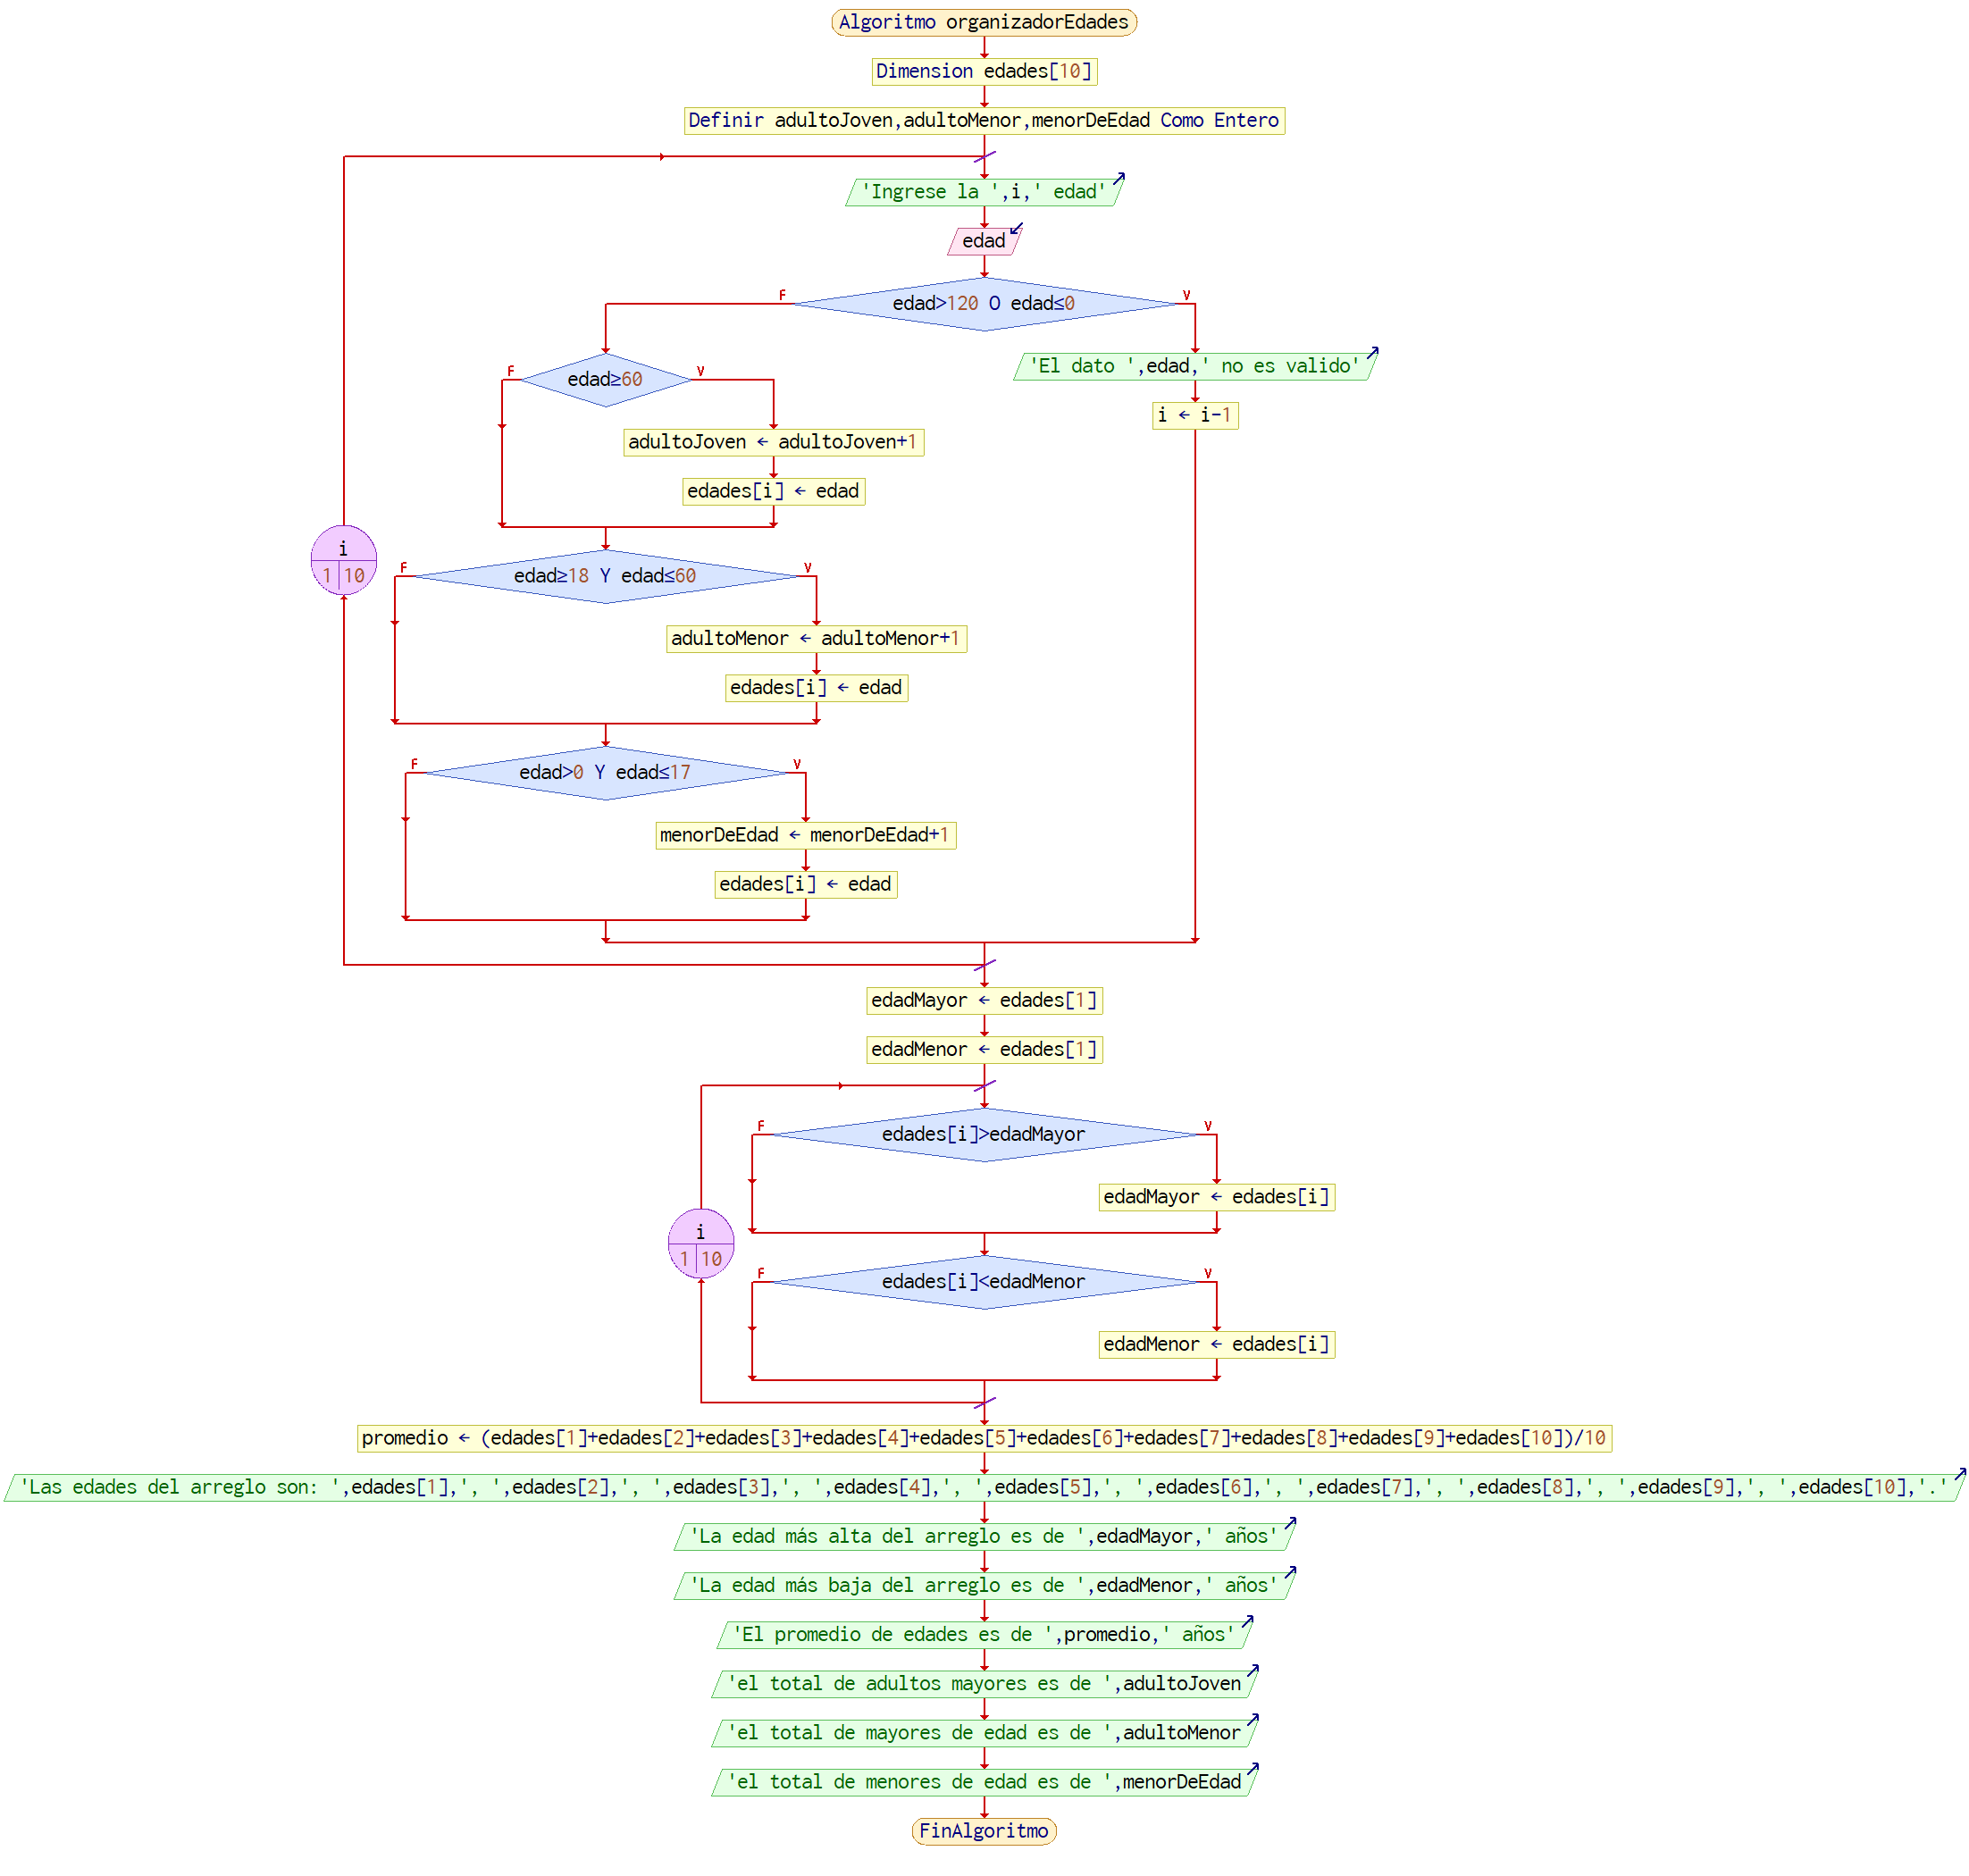 Algoritmo organizadorEdades
Dimension edades[10]
Definir adultoJoven,adultoMenor,menorDeEdad Como Entero
'Ingrese la ',i,' edad'
edad
edad>120 O edad≤0
F
V
'El dato ',edad,' no es valido'
i ← i-1
edad≥60
F
V
adultoJoven ← adultoJoven+1
edades[i] ← edad
i
1 10
edad≥18 Y edad≤60
F
V
adultoMenor ← adultoMenor+1
edades[i] ← edad
edad>0 Y edad≤17
F
V
menorDeEdad ← menorDeEdad+1
edades[i] ← edad
edadMayor ← edades[1]
edadMenor ← edades[1]
edades[i]>edadMayor
F
V
edadMayor ← edades[i]
i
1 10
edades[i]<edadMenor
F
V
edadMenor ← edades[i]
promedio ← (edades[1]+edades[2]+edades[3]+edades[4]+edades[5]+edades[6]+edades[7]+edades[8]+edades[9]+edades[10])/10
'Las edades del arreglo son: ',edades[1],', ',edades[2],', ',edades[3],', ',edades[4],', ',edades[5],', ',edades[6],', ',edades[7],', ',edades[8],', ',edades[9],', ',edades[10],'.'
'La edad más alta del arreglo es de ',edadMayor,' años'
'La edad más baja del arreglo es de ',edadMenor,' años'
'El promedio de edades es de ',promedio,' años'
'el total de adultos mayores es de ',adultoJoven
'el total de mayores de edad es de ',adultoMenor
'el total de menores de edad es de ',menorDeEdad
FinAlgoritmo